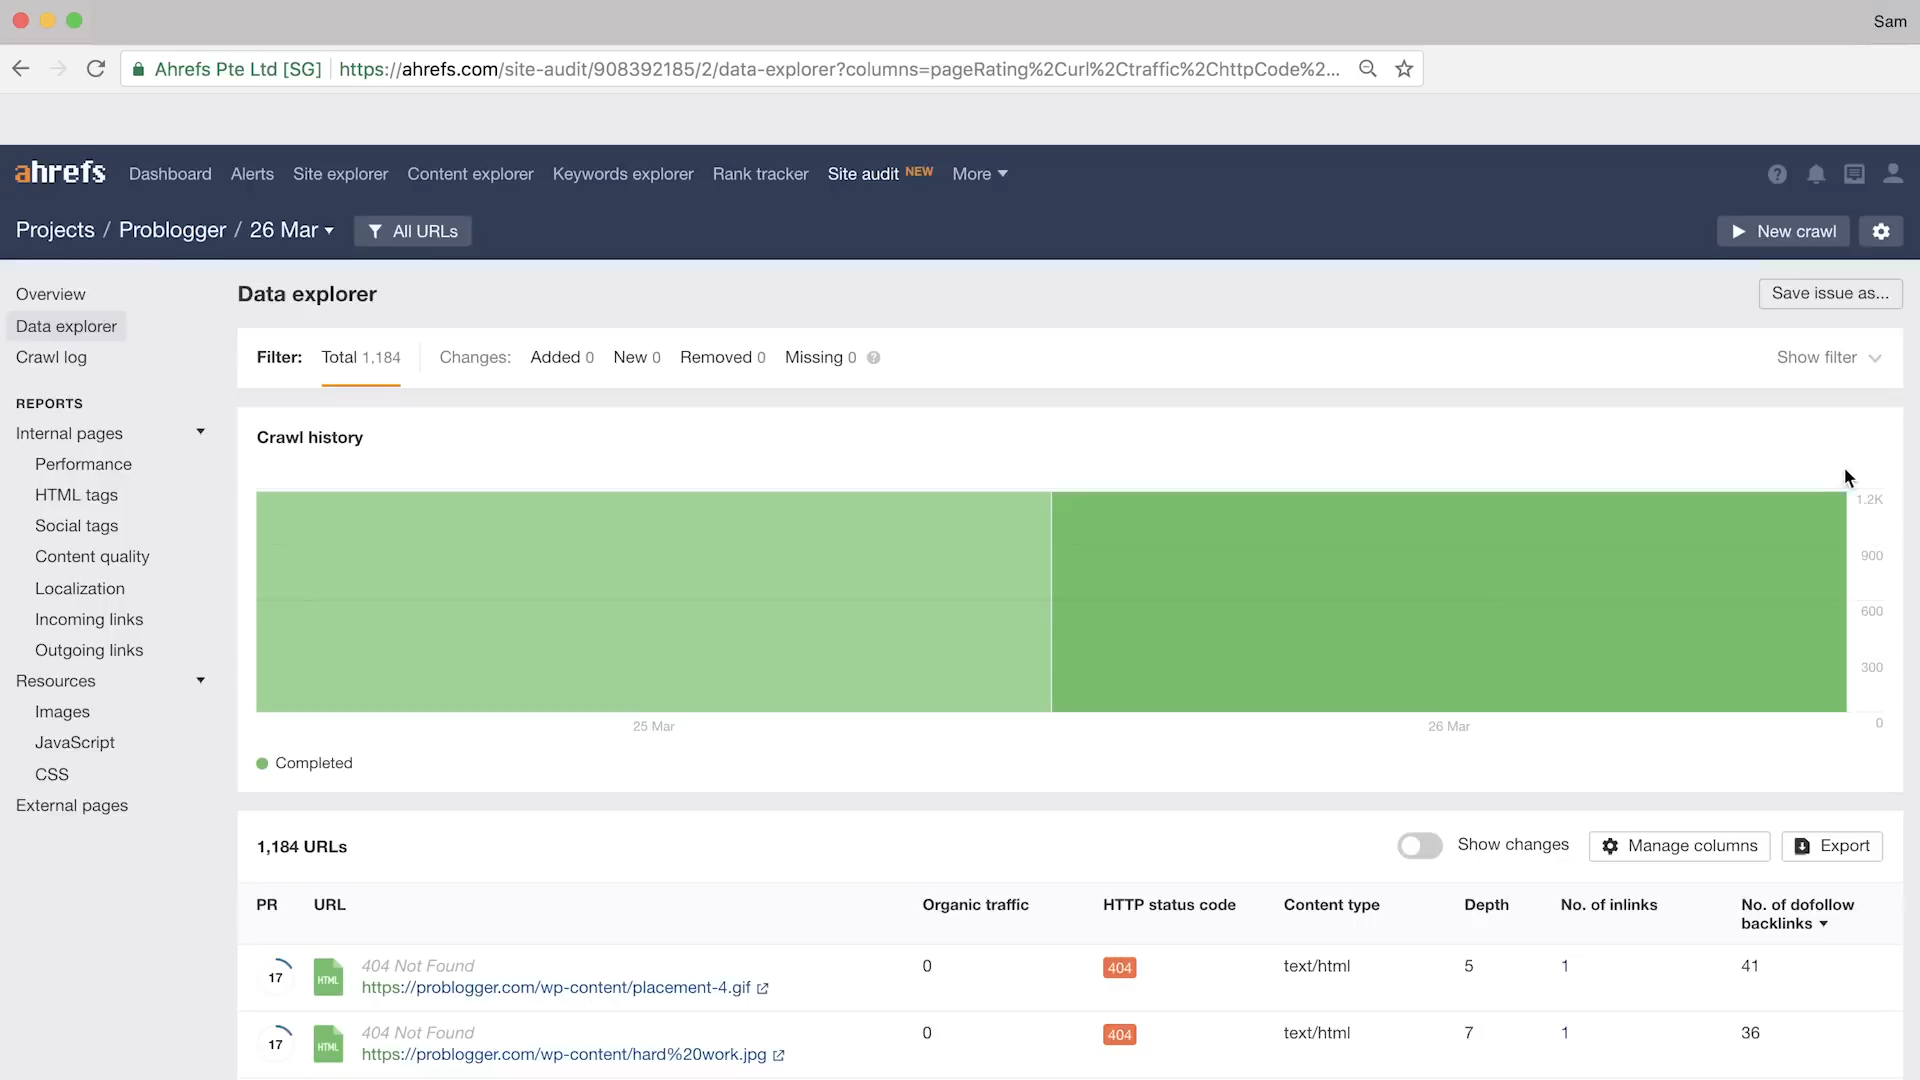 Sam
Ahrefs Pte Ltd [SG] https://ahrefs.com/site-audit/908392185/2/data-explorer?columns=pageRating%2Curl%2Ctraffic%2ChttpCode%2...
ahrefs Dashboard Alerts Site explorer Content explorer Keywords explorer Rank tracker Site audit NEW More
Projects / Problogger / 26 Mar All URLs New crawl
Overview
Data explorer
Crawl log
REPORTS
Internal pages
Performance
HTML tags
Social tags
Content quality
Localization
Incoming links
Outgoing links
Resources
Images
JavaScript
CSS
External pages
Data explorer Save issue as...
Filter: Total 1,184 Changes: Added 0 New 0 Removed 0 Missing 0 Show filter
Crawl history
1.2K
900
600
300
0
25 Mar 26 Mar
Completed
1,184 URLs Show changes Manage columns Export
PR URL Organic traffic HTTP status code Content type Depth No. of inlinks No. of dofollow
backlinks
17 HTML 404 Not Found 0 404 text/html 5 1 41
https://problogger.com/wp-content/placement-4.gif
17 HTML 404 Not Found 0 404 text/html 7 1 36
https://problogger.com/wp-content/hard%20work.jpg